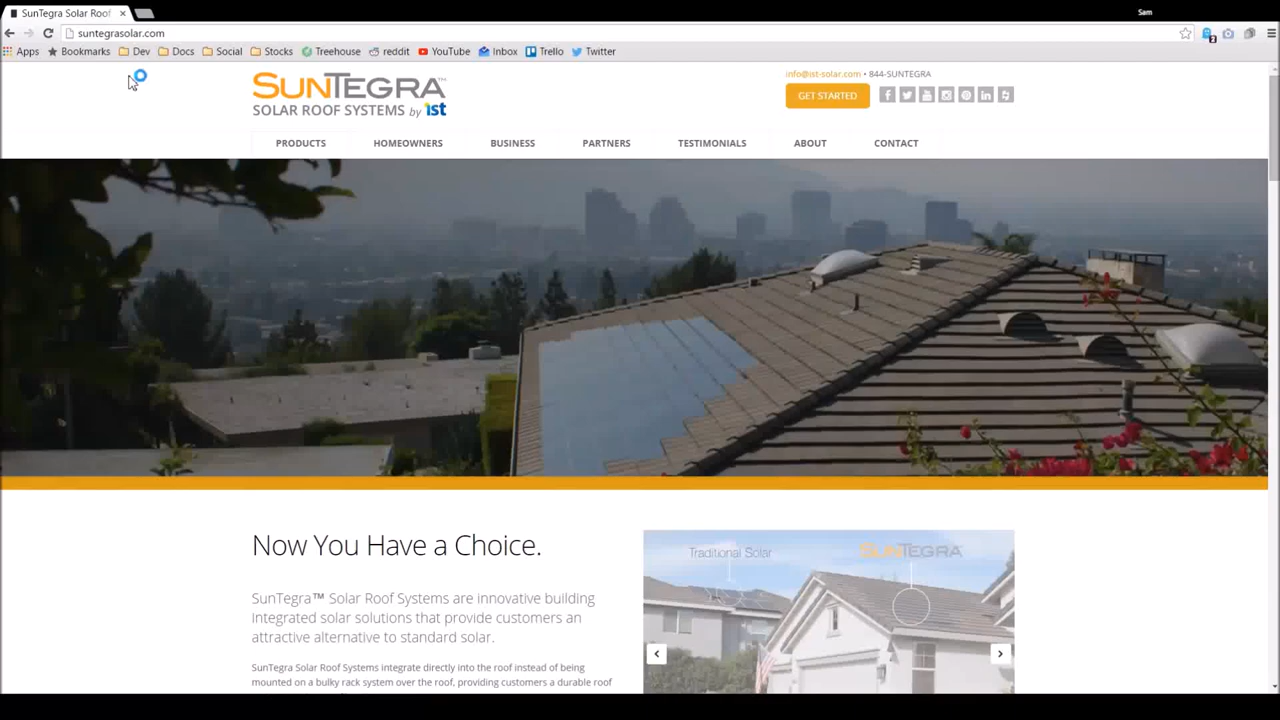 SunTegra Solar Roof
Sam
suntegrasolar.com
Apps Bookmarks Dev Docs Social Stocks Treehouse reddit YouTube Inbox Trello Twitter
2
info@ist-solar.com • 844-SUNTEGRA
SUNTEGRA™
SOLAR ROOF SYSTEMS by ist
GET STARTED
PRODUCTS HOMEOWNERS BUSINESS PARTNERS TESTIMONIALS ABOUT CONTACT
Now You Have a Choice.
SunTegra™ Solar Roof Systems are innovative building
integrated solar solutions that provide customers an
attractive alternative to standard solar.
SunTegra Solar Roof Systems integrate directly into the roof instead of being
mounted on a bulky rack system over the roof, providing customers a durable roof
Traditional Solar
SUNTEGRA